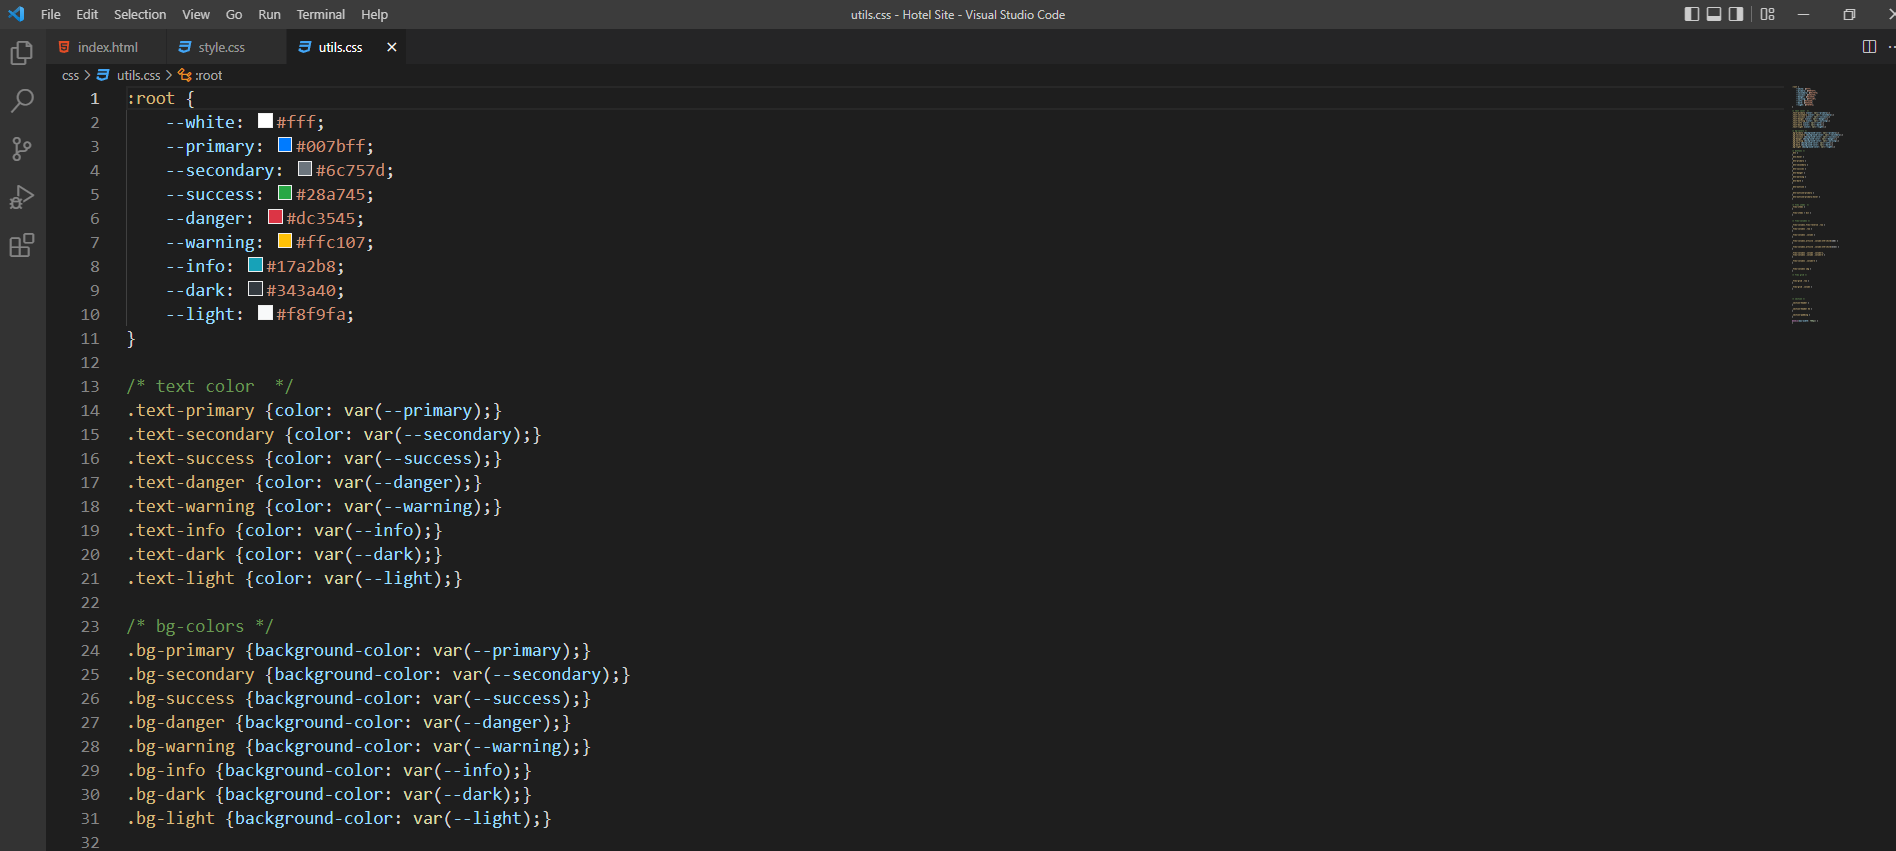 File Edit Selection View Go Run Terminal Help
utils.css - Hotel Site - Visual Studio Code
index.html
style.css
utils.css
css > utils.css > :root
1 :root {
2 --white: #fff;
3 --primary: #007bff;
4 --secondary: #6c757d;
5 --success: #28a745;
6 --danger: #dc3545;
7 --warning: #ffc107;
8 --info: #17a2b8;
9 --dark: #343a40;
10 --light: #f8f9fa;
11 }
12
13 /* text color  */
14 .text-primary {color: var(--primary);}
15 .text-secondary {color: var(--secondary);}
16 .text-success {color: var(--success);}
17 .text-danger {color: var(--danger);}
18 .text-warning {color: var(--warning);}
19 .text-info {color: var(--info);}
20 .text-dark {color: var(--dark);}
21 .text-light {color: var(--light);}
22
23 /* bg-colors */
24 .bg-primary {background-color: var(--primary);}
25 .bg-secondary {background-color: var(--secondary);}
26 .bg-success {background-color: var(--success);}
27 .bg-danger {background-color: var(--danger);}
28 .bg-warning {background-color: var(--warning);}
29 .bg-info {background-color: var(--info);}
30 .bg-dark {background-color: var(--dark);}
31 .bg-light {background-color: var(--light);}
32